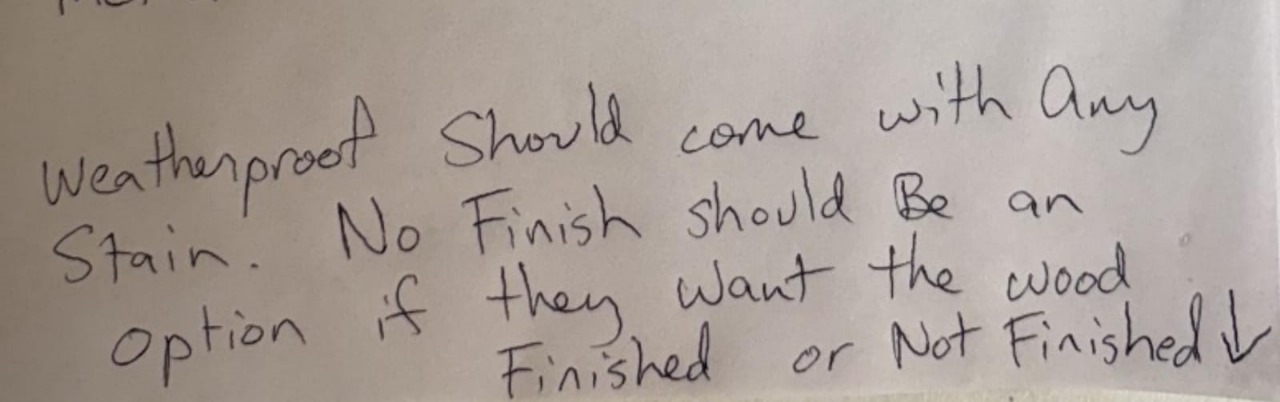 Weatherproof Should come with Any
Stain. No Finish should Be an
option if they want the wood
Finished or Not Finished ↓